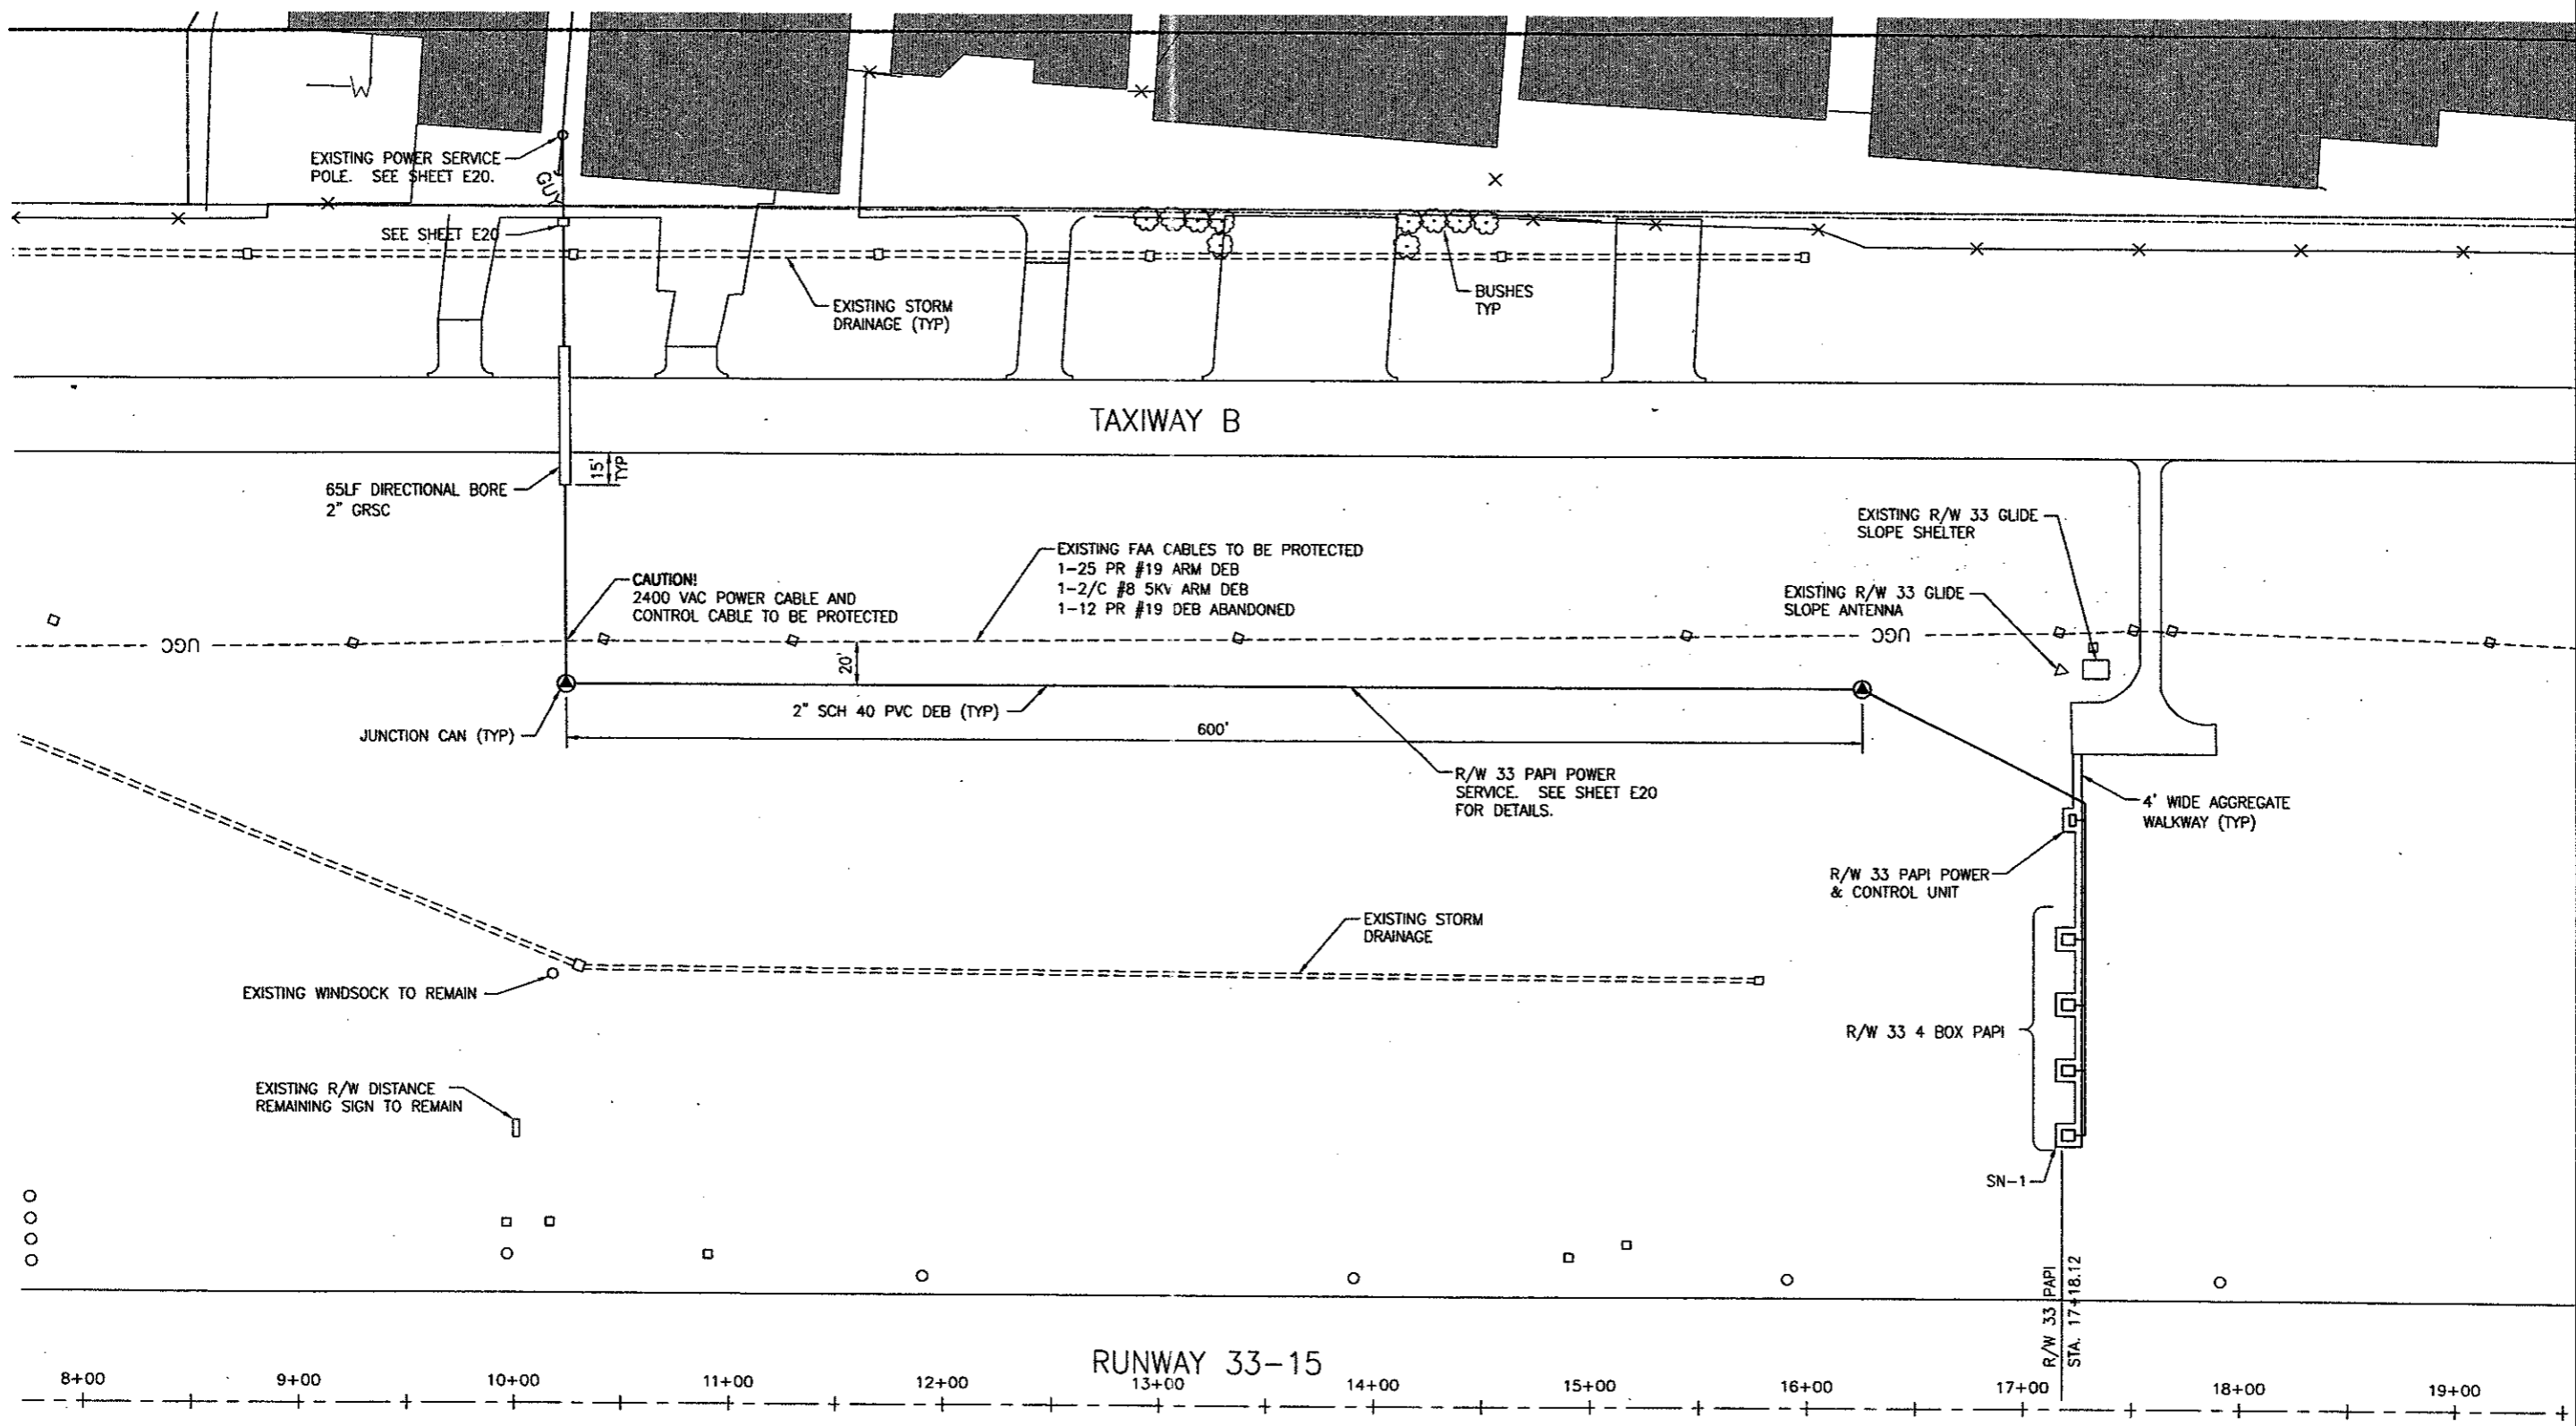 W
EXISTING POWER SERVICE
POLE. SEE SHEET E20.
GUY
SEE SHEET E20
EXISTING STORM
DRAINAGE (TYP)
BUSHES
TYP
TAXIWAY B
15'
TYP
65LF DIRECTIONAL BORE
2" GRSC
EXISTING R/W 33 GLIDE
SLOPE SHELTER
EXISTING FAA CABLES TO BE PROTECTED
1-25 PR #19 ARM DEB
1-2/C #8 5KV ARM DEB
1-12 PR #19 DEB ABANDONED
CAUTION!
2400 VAC POWER CABLE AND
CONTROL CABLE TO BE PROTECTED
EXISTING R/W 33 GLIDE
SLOPE ANTENNA
UGC
UGC
20'
2" SCH 40 PVC DEB (TYP)
JUNCTION CAN (TYP)
600'
R/W 33 PAPI POWER
SERVICE. SEE SHEET E20
FOR DETAILS.
4' WIDE AGGREGATE
WALKWAY (TYP)
R/W 33 PAPI POWER
& CONTROL UNIT
EXISTING STORM
DRAINAGE
EXISTING WINDSOCK TO REMAIN
R/W 33 4 BOX PAPI
EXISTING R/W DISTANCE
REMAINING SIGN TO REMAIN
SN-1
R/W 33 PAPI
STA. 17+18.12
RUNWAY 33-15
8+00 9+00 10+00 11+00 12+00 13+00 14+00 15+00 16+00 17+00 18+00 19+00